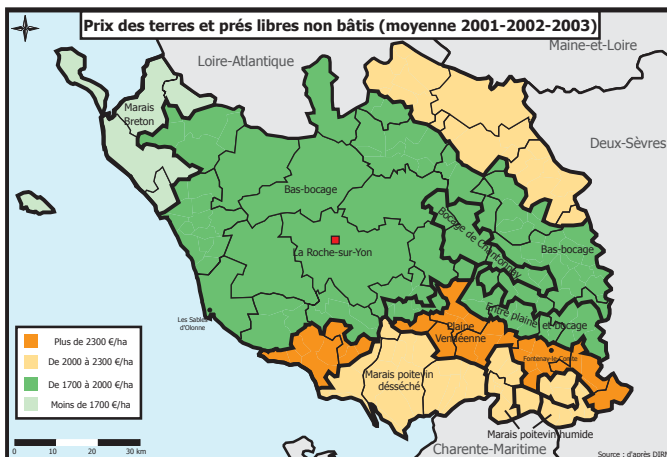 Prix des terres et prés libres non bâtis (moyenne 2001-2002-2003)
Maine-et-Loire
Loire-Atlantique
Marais
Breton
Deux-Sèvres
Bas-bocage
Bocage de Chantonnay
Bas-bocage
La Roche-sur-Yon
Entre plaine et-bocage
Les Sables
d'Olonne
Plaine
Vendéenne
Fontenay-le-Comte
Marais poitevin
désséché
Plus de 2300 €/ha
De 2000 à 2300 €/ha
De 1700 à 2000 €/ha
Moins de 1700 €/ha
Marais poitevin humide
0 10 20 30 km
Charente-Maritime
Source : d'après DIR